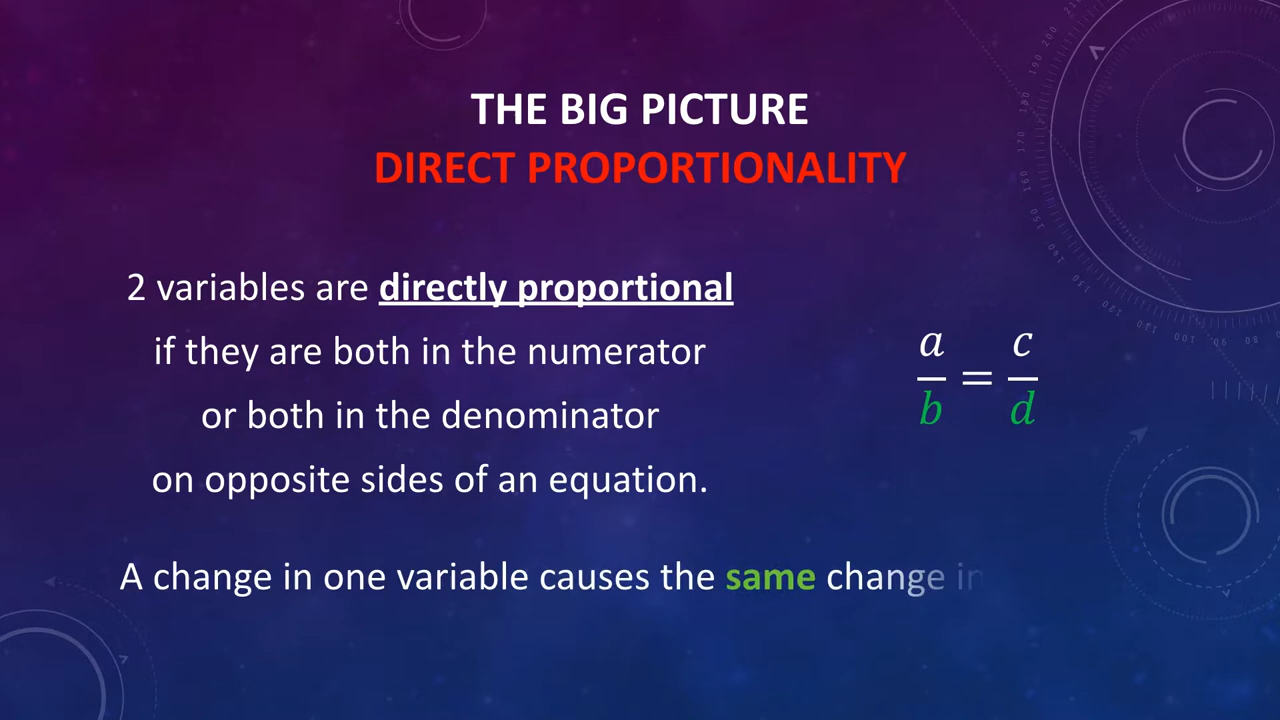 THE BIG PICTURE
DIRECT PROPORTIONALITY
2 variables are directly proportional
if they are both in the numerator
or both in the denominator
on opposite sides of an equation.
a/b = c/d
A change in one variable causes the same change in